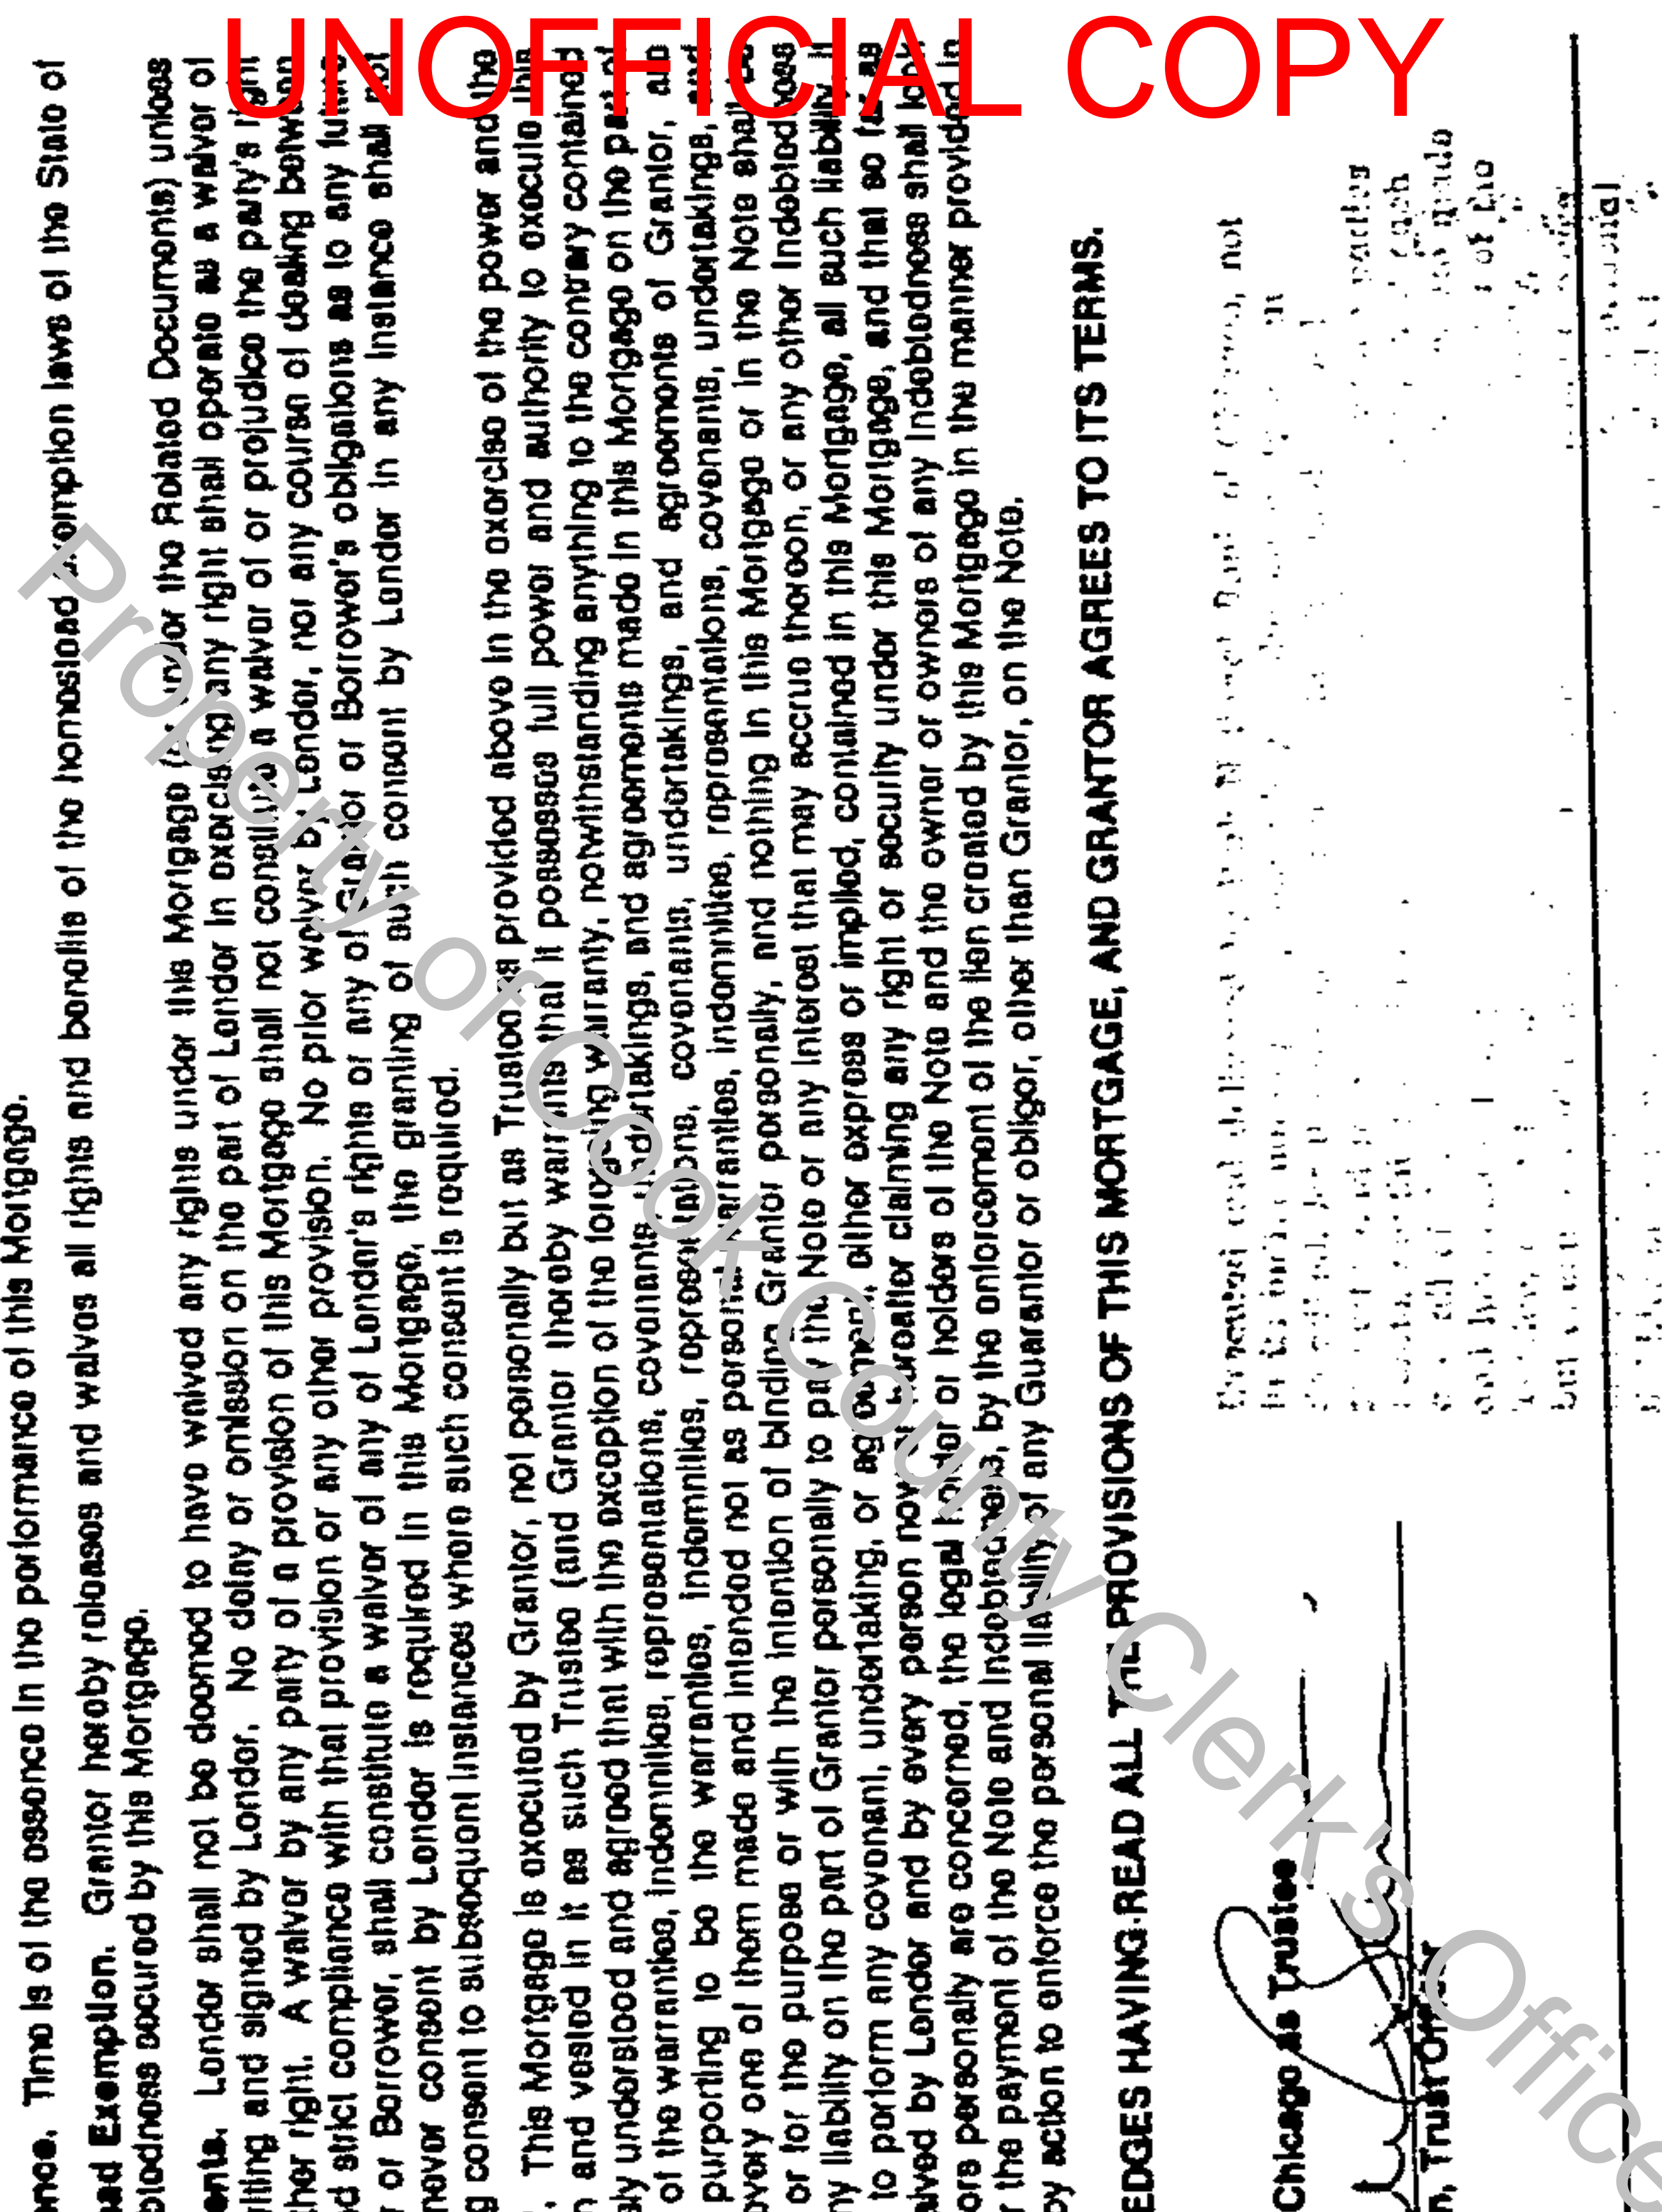 UNOFFICIAL COPY
Time is of the essence in the performance of this Mortgage.
ad Exemption. Grantor hereby releases and waives all rights and benefits of the homestead exemption laws of the State of
btedness secured by this Mortgage.
ents. Lender shall not be deemed to have waived any rights under this Mortgage (or under the Related Documents) unless
riting and signed by Lender. No delay or omission on the part of Lender in exercising any right shall operate as a waiver of
ther right. A waiver by any party of a provision of this Mortgage shall not constitute a waiver of or prejudice the party's right
d strict compliance with that provision or any other provision. No prior waiver by Lender, nor any course of dealing between
r or Borrower, shall constitute a waiver of any of Lender's rights or any of Grantor or Borrower's obligations as to any future
never consent by Lender is required in this Mortgage, the granting of such consent by Lender in any instance shall not
g consent to subsequent instances where such consent is required.
This Mortgage is executed by Grantor, not personally but as Trustee as provided above in the exercise of the power and the
n and vested in it as such Trustee (and Grantor thereby warrants that it possesses full power and authority to execute this
ly understood and agreed that with the exception of the foregoing warranty, notwithstanding anything to the contrary contained
of the warranties, indemnities, representations, covenants, undertakings, and agreements made in this Mortgage on the part of
purporting to be the warranties, indemnities, representations, covenants, undertakings, and agreements of Grantor, are
very one of them made and intended not as personal warranties, indemnities, representations, covenants, undertakings, and
or for the purpose or with the intention of binding Grantor personally, and nothing in this Mortgage or in the Note shall be
ny liability on the part of Grantor personally to pay the Note or any interest that may accrue thereon, or any other Indebtedness
to perform any covenant, undertaking, or agreement, either express or implied, contained in this Mortgage, all such liability, if
aived by Lender and by every person now or hereafter claiming any right or security under this Mortgage, and that so far as
ors personally are concerned, the legal holder or holders of the Note and the owner or owners of any Indebtedness shall look
r the payment of the Note and Indebtedness, by the enforcement of the lien created by this Mortgage in the manner provided in
by action to enforce the personal liability of any Guarantor or obligor, other than Grantor, on the Note.
EDGES HAVING READ ALL THE PROVISIONS OF THIS MORTGAGE, AND GRANTOR AGREES TO ITS TERMS.
Chicago as Trustee
n, Trust Officer
Property of Cook County Clerk's Office